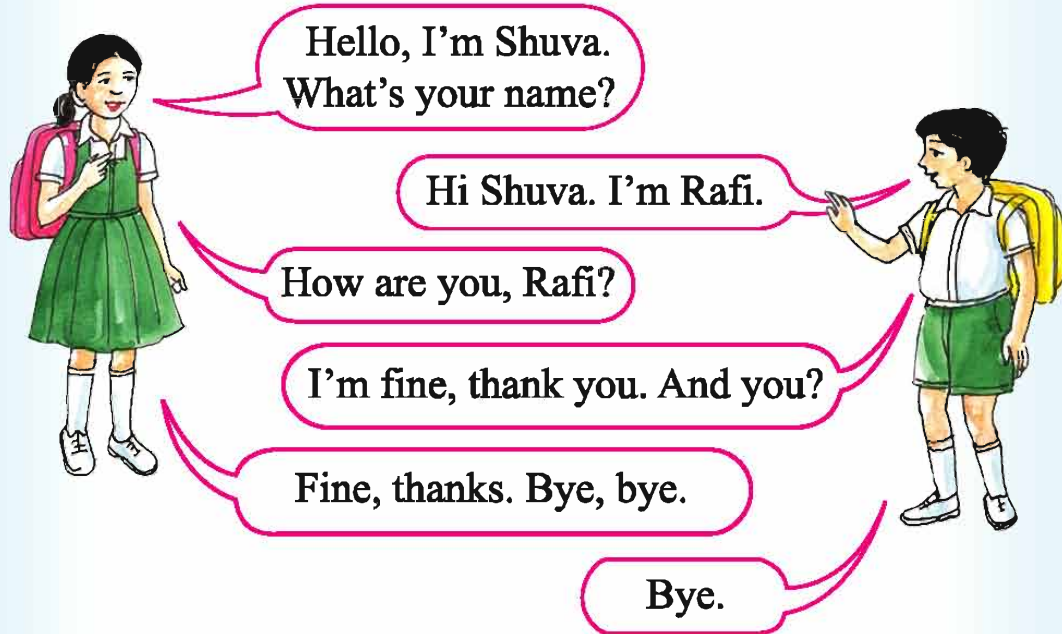 Hello, I’m Shuva.
What’s your name?
Hi Shuva. I’m Rafi.
How are you, Rafi?
I’m fine, thank you. And you?
Fine, thanks. Bye, bye.
Bye.